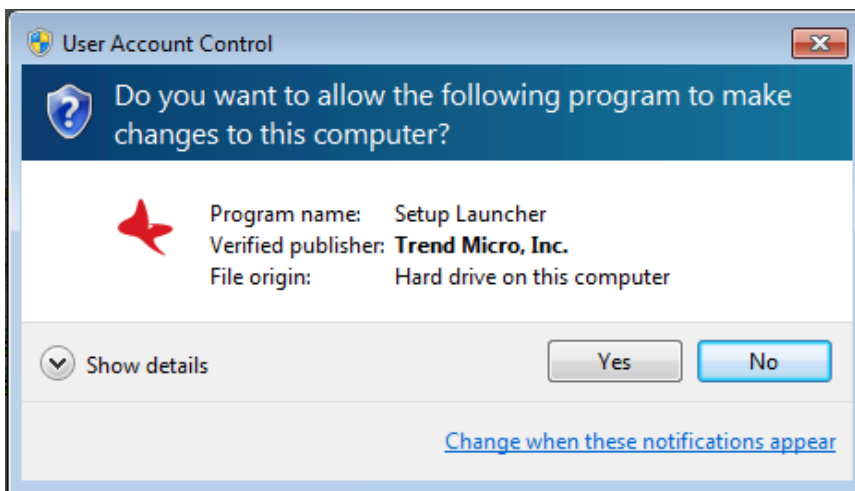 User Account Control
Do you want to allow the following program to make
changes to this computer?
Program name: Setup Launcher
Verified publisher: Trend Micro, Inc.
File origin: Hard drive on this computer
Show details
Yes
No
Change when these notifications appear